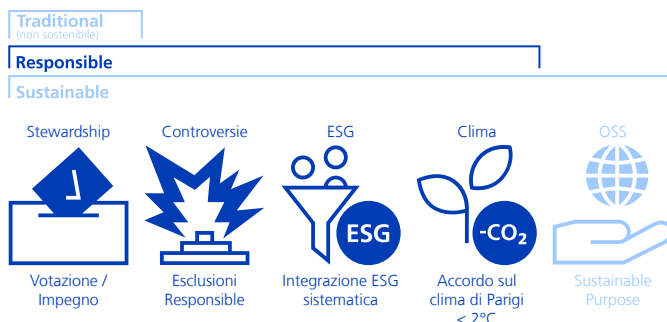 Traditional
(non sostenibile)
Responsible
Sustainable
Stewardship
Controversie
ESG
Clima
OSS
ESG
-CO₂
Votazione /
Impegno
Esclusioni
Responsible
Integrazione ESG
sistematica
Accordo sul
clima di Parigi
< 2°C
Sustainable
Purpose